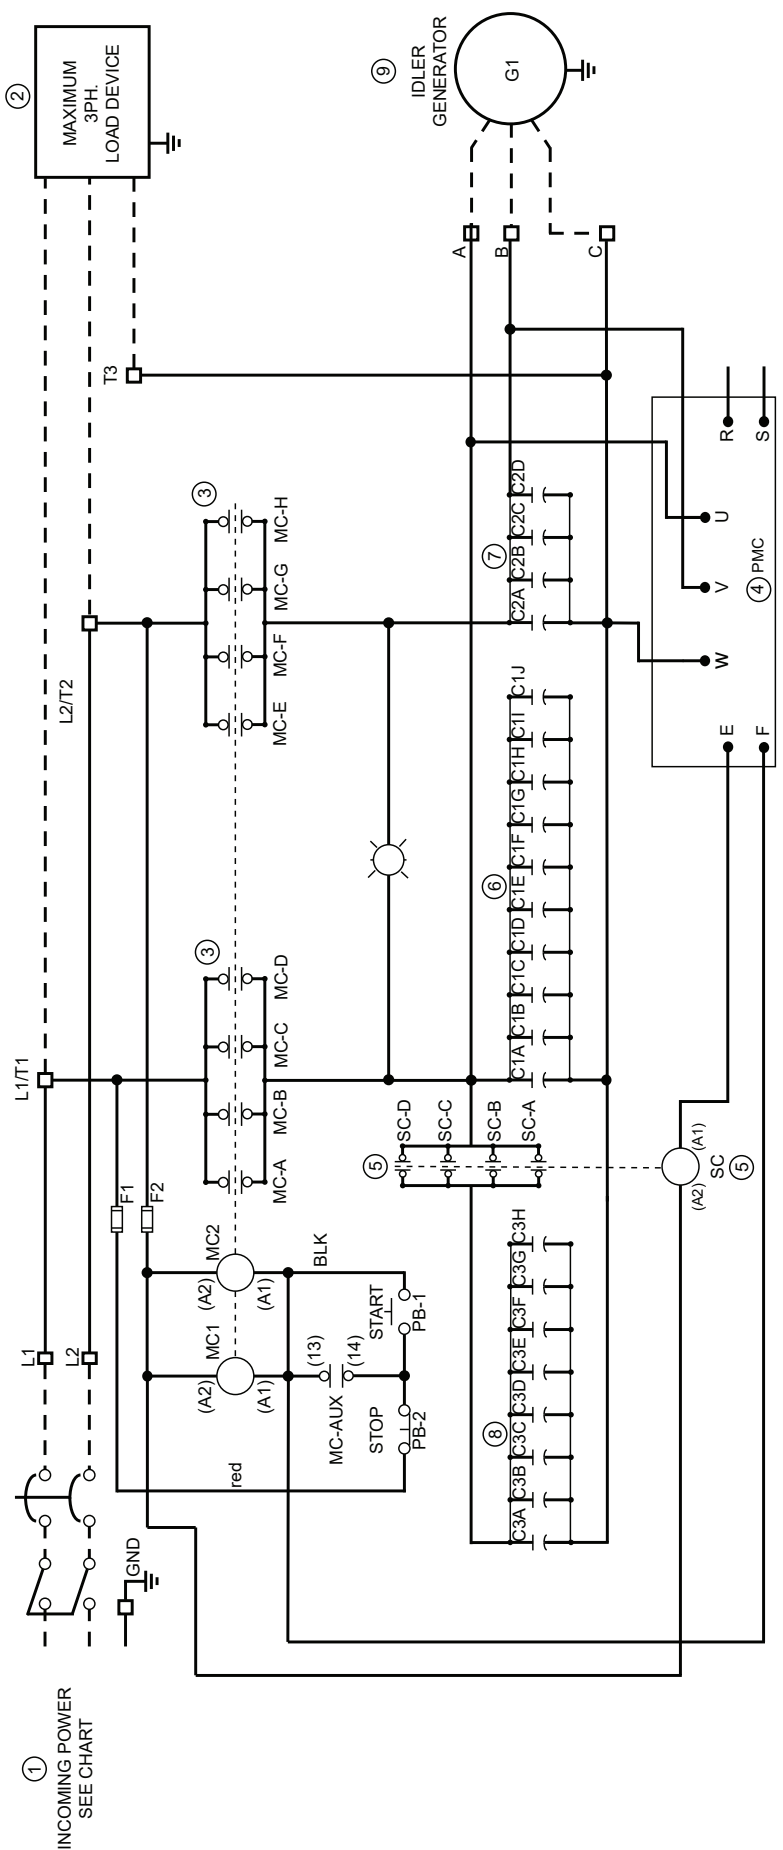 1
INCOMING POWER
SEE CHART
GND
L1
L2
L1/T1
L2/T2
T3
2
MAXIMUM
3PH.
LOAD DEVICE
F1
F2
red
MC1
(A2)
(A1)
MC2
(A2)
(A1)
BLK
MC-AUX
(13)
(14)
STOP
PB-2
START
PB-1
3
MC-A
MC-B
MC-C
MC-D
3
MC-E
MC-F
MC-G
MC-H
5
SC-D
SC-C
SC-B
SC-A
8
C3A
C3B
C3C
C3D
C3E
C3F
C3G
C3H
6
C1A
C1B
C1C
C1D
C1E
C1F
C1G
C1H
C1I
C1J
7
C2A
C2B
C2C
C2D
A
B
C
9
IDLER
GENERATOR
G1
(A2)
(A1)
SC
5
E
F
W
V
U
R
S
4
PMC